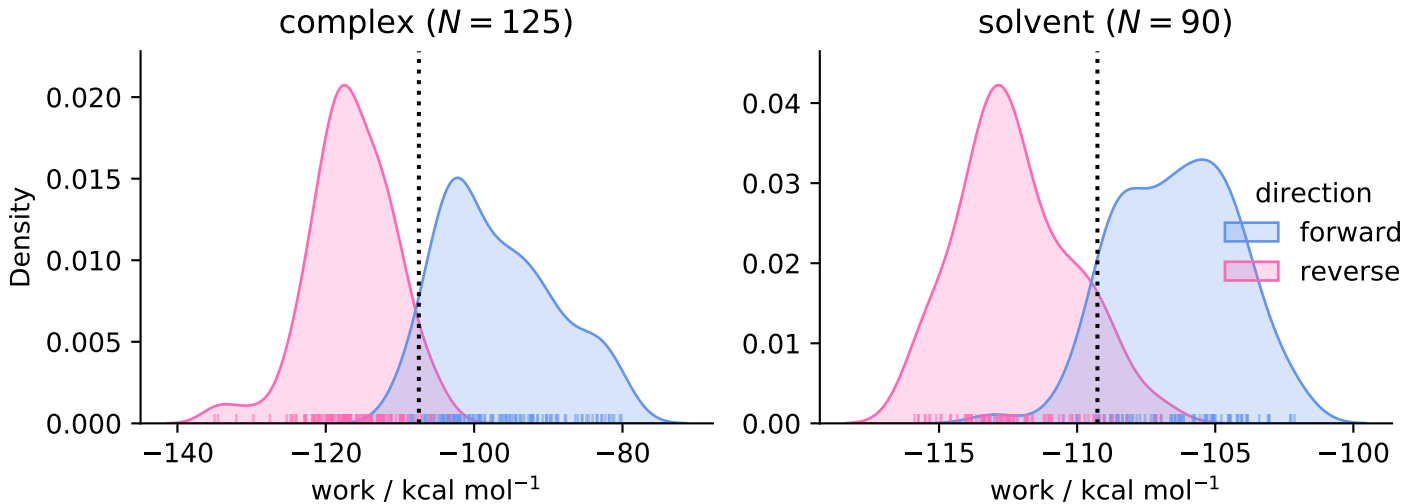 complex (N = 125)
Density
0.020
0.015
0.010
0.005
0.000
−140
−120
−100
−80
work / kcal mol⁻¹
solvent (N = 90)
0.04
0.03
0.02
0.01
0.00
−115
−110
−105
−100
work / kcal mol⁻¹
direction
forward
reverse